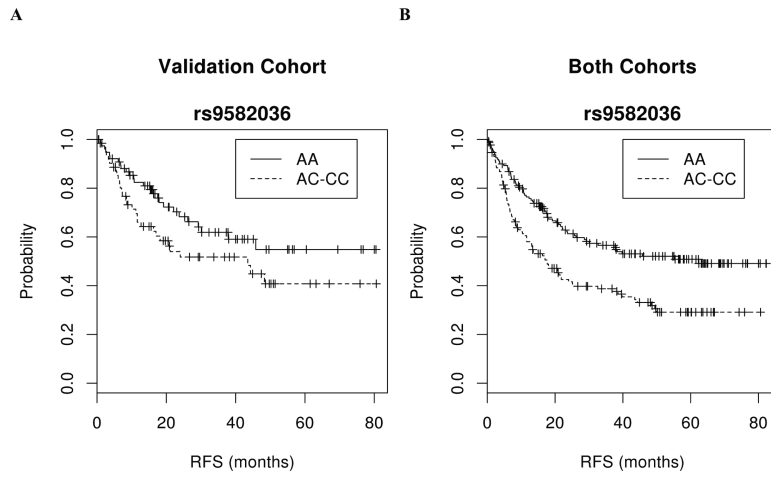 A
Validation Cohort
rs9582036
AA
AC-CC
Probability
0.0
0.2
0.4
0.6
0.8
1.0
0 20 40 60 80
RFS (months)
B
Both Cohorts
rs9582036
AA
AC-CC
Probability
0.0
0.2
0.4
0.6
0.8
1.0
0 20 40 60 80
RFS (months)